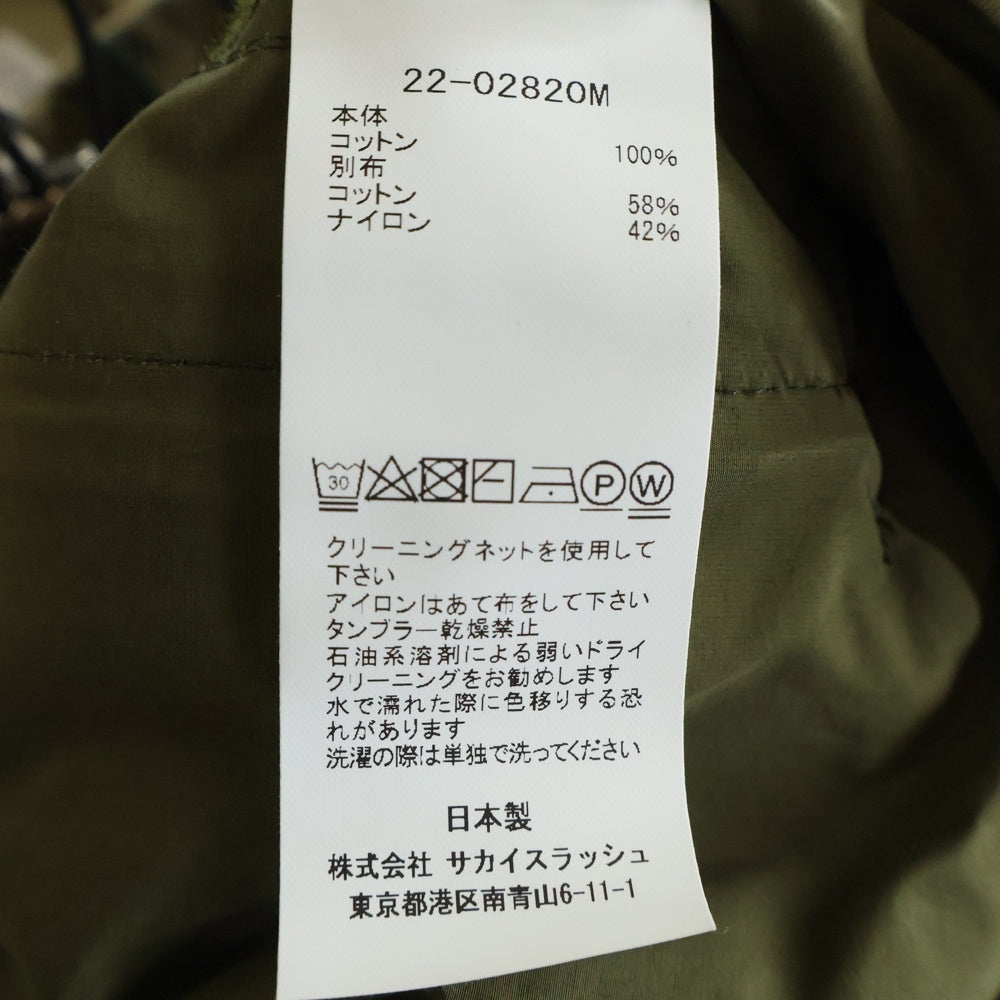 22-02820M
本体
コットン 100%
別布
コットン 58%
ナイロン 42%
30 P W
クリーニングネットを使用して
下さい
アイロンはあて布をして下さい
タンブラー乾燥禁止
石油系溶剤による弱いドライ
クリーニングをお勧めします
水で濡れた際に色移りする恐
れがあります
洗濯の際は単独で洗ってください
日本製
株式会社 サカイスラッシュ
東京都港区南青山6-11-1